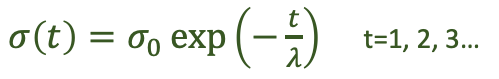 σ(t) = σ₀ exp(−t/λ) t=1, 2, 3...